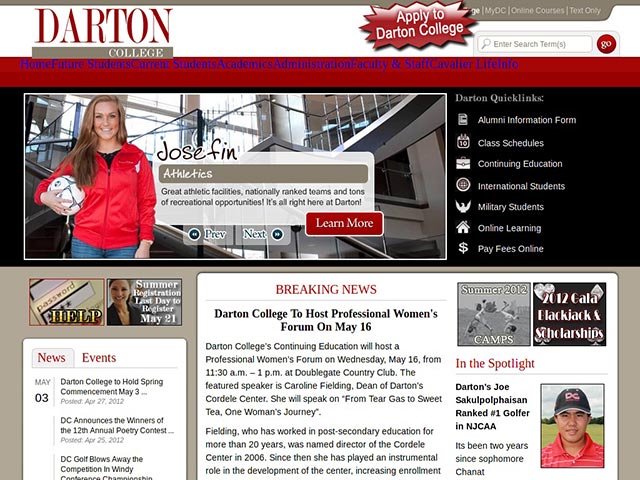 DARTON
COLLEGE
Apply to
Darton College
MyDC | Online Courses | Text Only
Enter Search Term(s)
go
HomeFuture StudentsCurrent StudentsAcademicsAdministrationFaculty & StaffCavalier LifeInfo
Josefin
Athletics
Great athletic facilities, nationally ranked teams and tons
of recreational opportunities! It's all right here at Darton!
Learn More
Prev
Next
Darton Quicklinks:
Alumni Information Form
Class Schedules
Continuing Education
International Students
Military Students
Online Learning
Pay Fees Online
password
HELP
Summer
Registration
Last Day to
Register
May 21
News
Events
MAY
03
Darton College to Hold Spring
Commencement May 3 ...
Posted: Apr 27, 2012
DC Announces the Winners of
the 12th Annual Poetry Contest ...
Posted: Apr 25, 2012
DC Golf Blows Away the
Competition In Windy
Conference Championship
BREAKING NEWS
Darton College To Host Professional Women's
Forum On May 16
Darton College's Continuing Education will host a
Professional Women's Forum on Wednesday, May 16, from
11:30 a.m. – 1 p.m. at Doublegate Country Club. The
featured speaker is Caroline Fielding, Dean of Darton's
Cordele Center. She will speak on “From Tear Gas to Sweet
Tea, One Woman's Journey”.
Fielding, who has worked in post-secondary education for
more than 20 years, was named director of the Cordele
Center in 2006. Since then she has played an instrumental
role in the development of the center, increasing enrollment
Summer 2012
CAMPS
2012 Gala
Blackjack &
Scholarships
In the Spotlight
Darton's Joe
Sakulpolphaisan
Ranked #1 Golfer
in NJCAA
Its been two years
since sophomore
Chanat